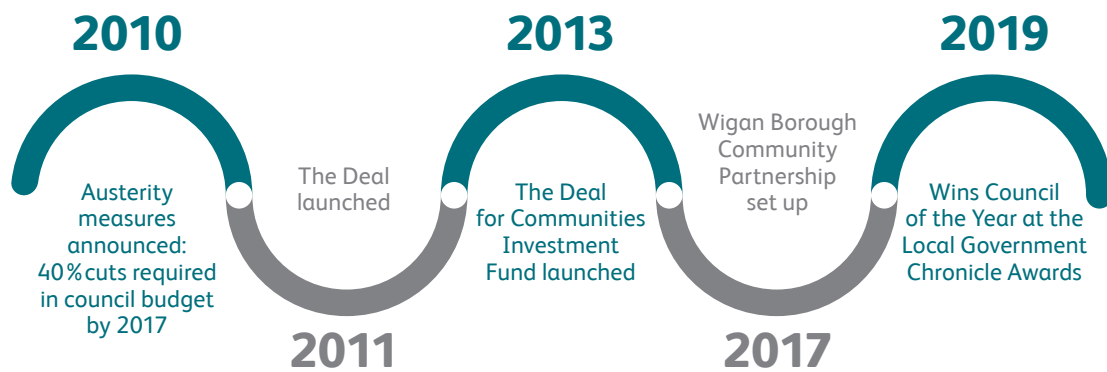 2010
Austerity
measures
announced:
40% cuts required
in council budget
by 2017
The Deal
launched
2011
2013
The Deal
for Communities
Investment
Fund launched
Wigan Borough
Community
Partnership
set up
2017
2019
Wins Council
of the Year at the
Local Government
Chronicle Awards